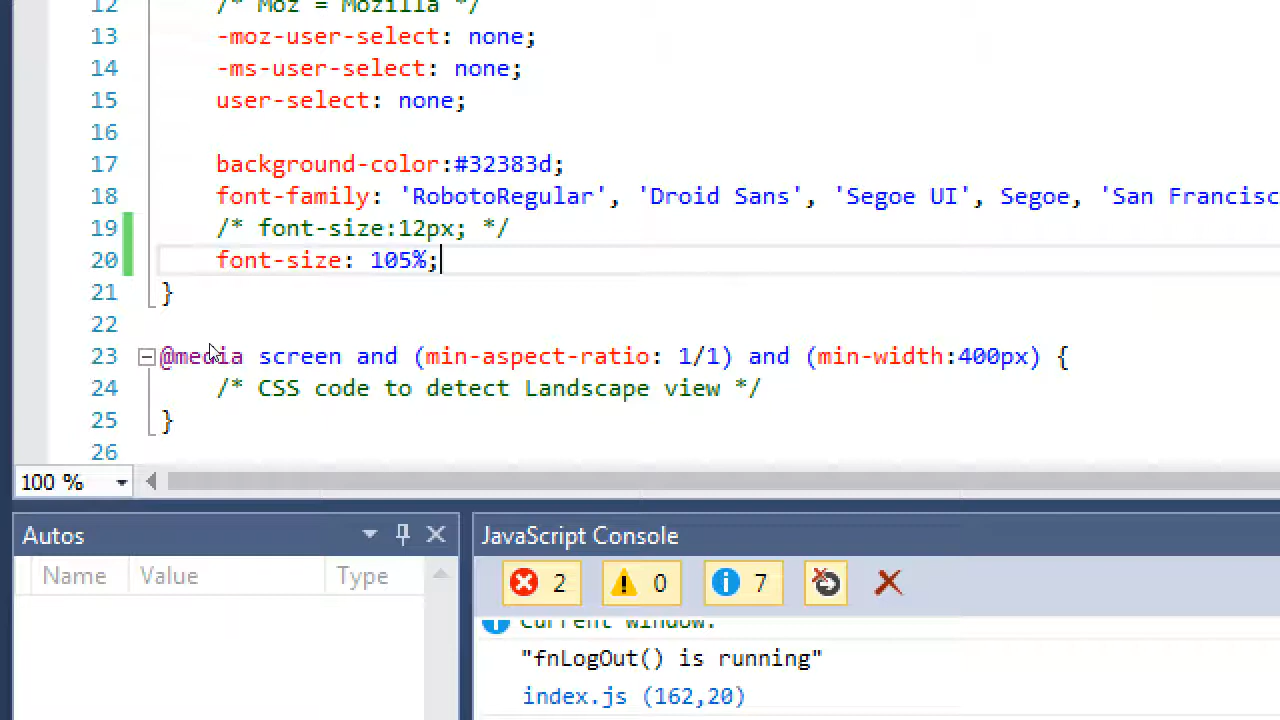 12 /* Moz = Mozilla */
13 -moz-user-select: none;
14 -ms-user-select: none;
15 user-select: none;
16
17 background-color:#32383d;
18 font-family: 'RobotoRegular', 'Droid Sans', 'Segoe UI', Segoe, 'San Francisc
19 /* font-size:12px; */
20 font-size: 105%;
21 }
22
23 @media screen and (min-aspect-ratio: 1/1) and (min-width:400px) {
24 /* CSS code to detect Landscape view */
25 }
26
100 %
Autos
JavaScript Console
Name Value Type
2 0 7
Current window:
"fnLogOut() is running"
index.js (162,20)